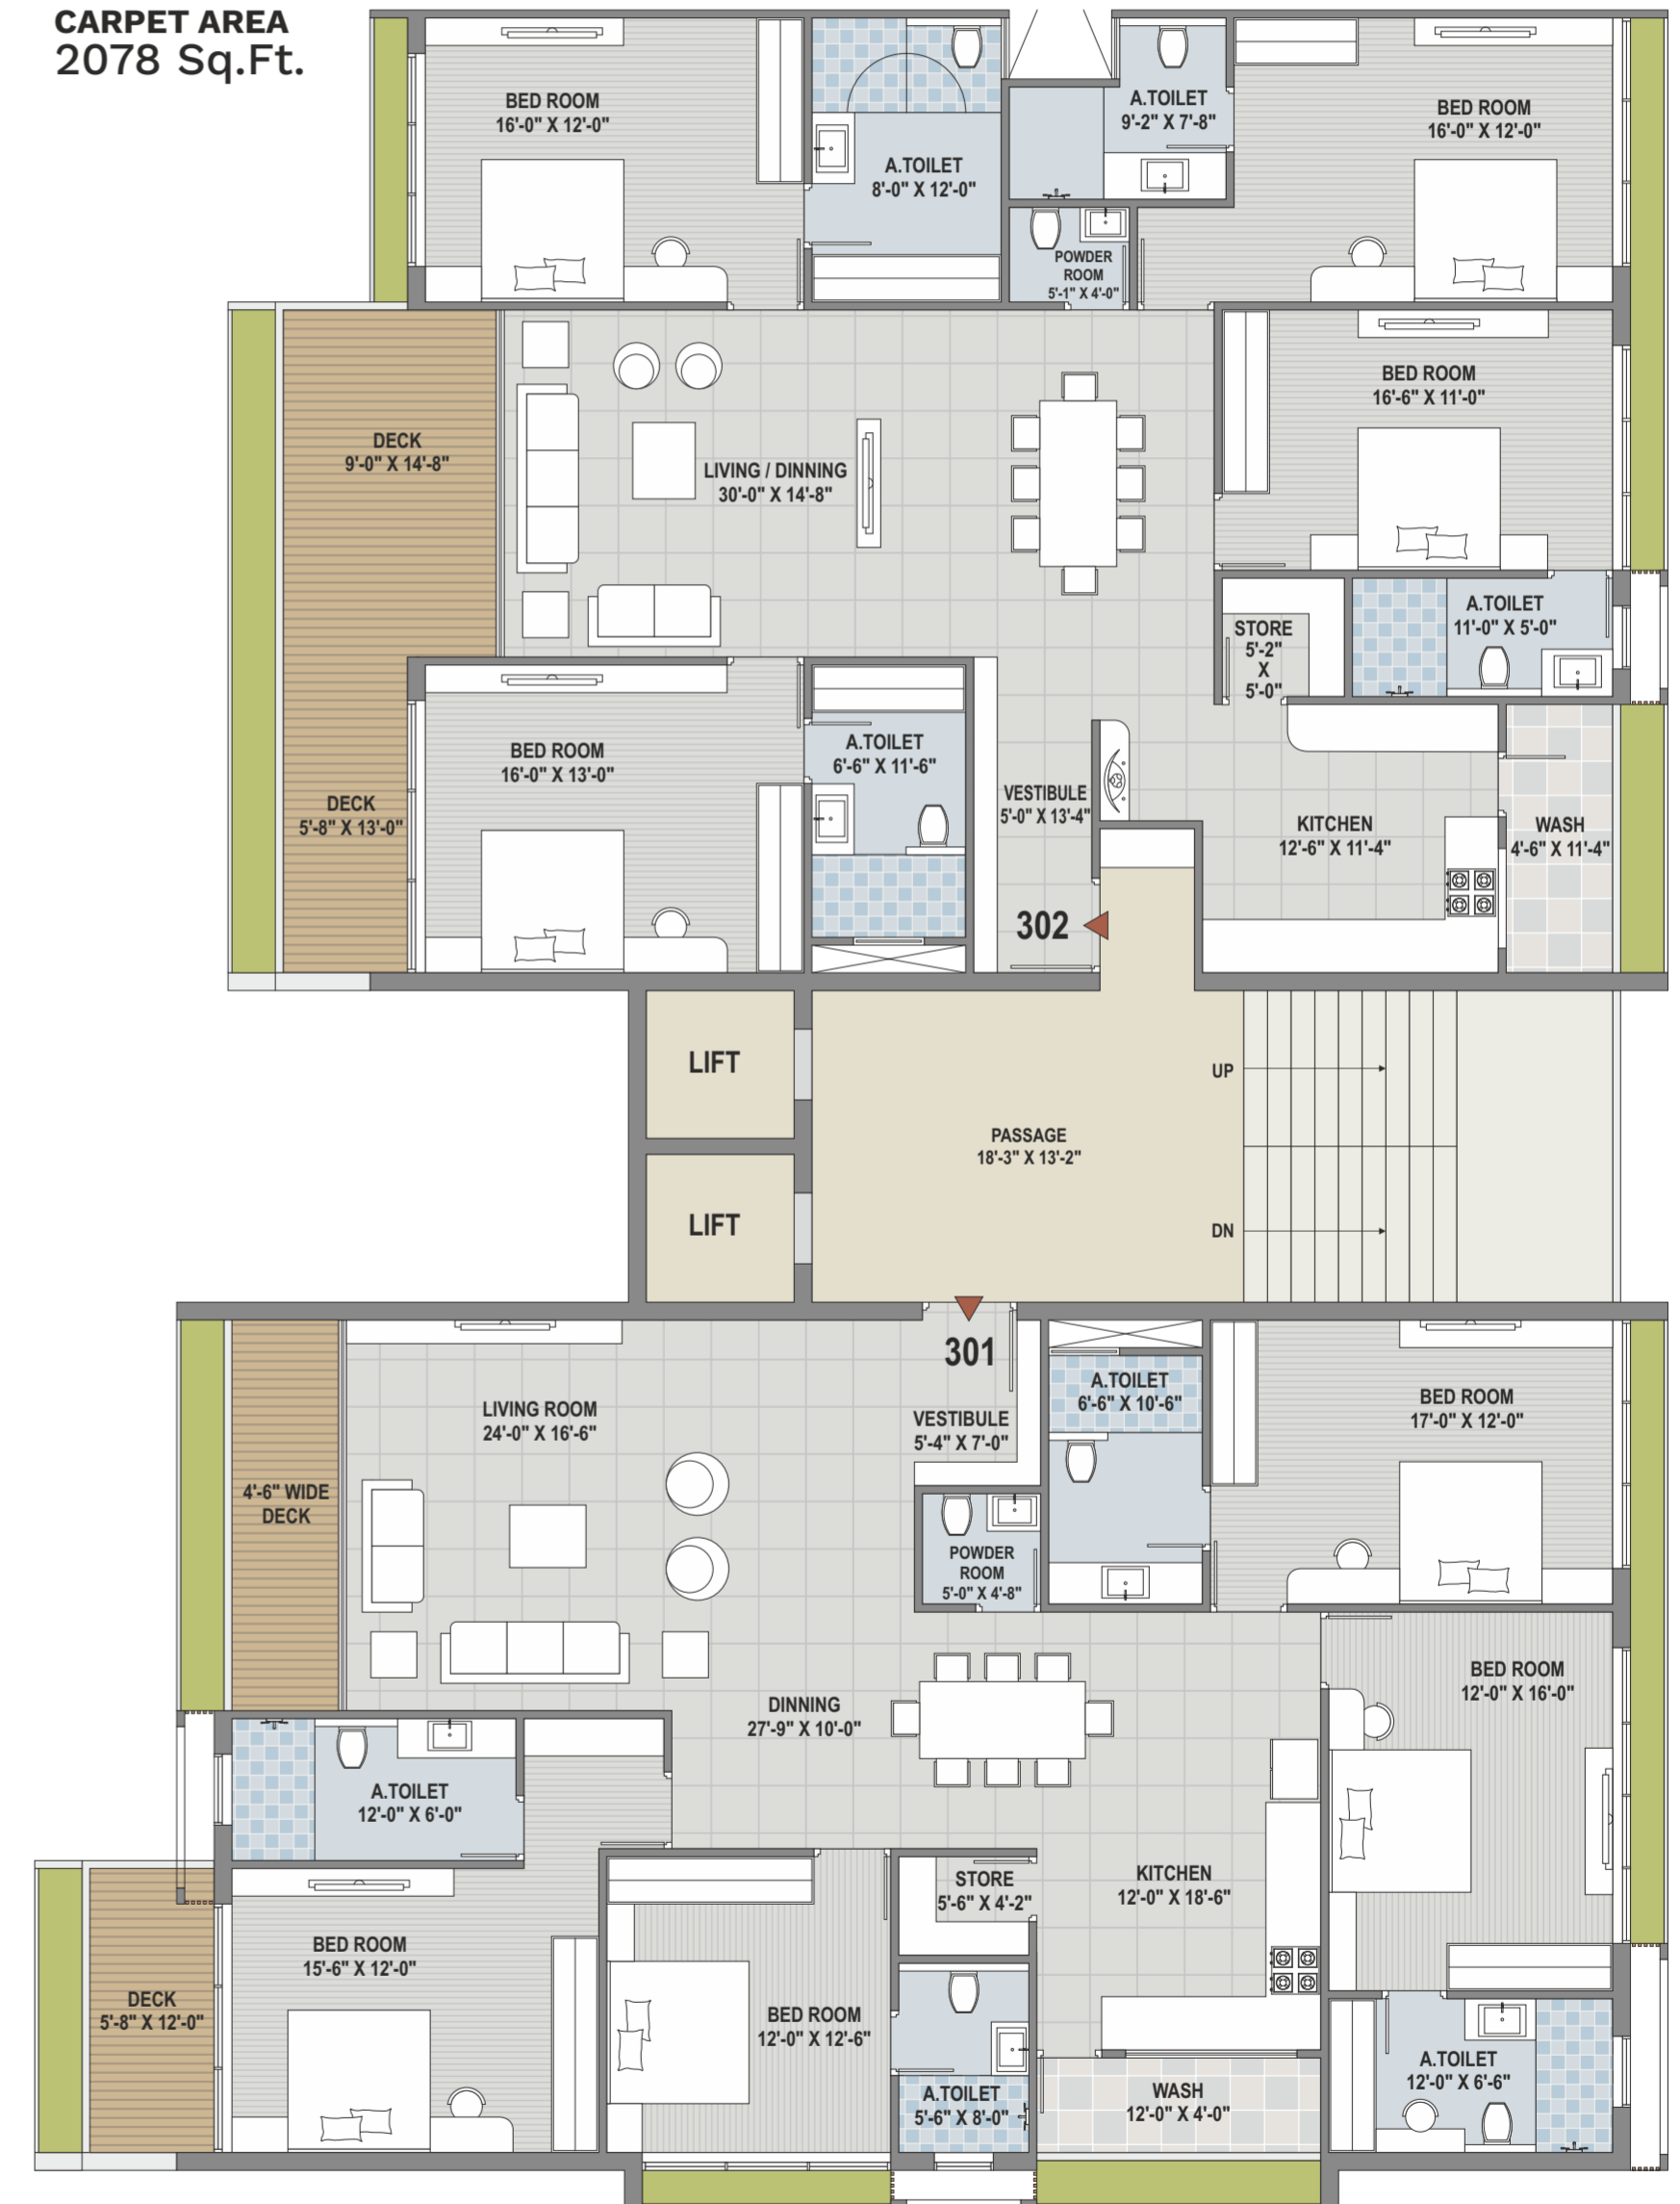 CARPET AREA
2078 Sq.Ft.
BED ROOM
16'-0" X 12'-0"
A.TOILET
8'-0" X 12'-0"
A.TOILET
9'-2" X 7'-8"
BED ROOM
16'-0" X 12'-0"
POWDER
ROOM
5'-1" X 4'-0"
DECK
9'-0" X 14'-8"
LIVING / DINNING
30'-0" X 14'-8"
BED ROOM
16'-6" X 11'-0"
STORE
5'-2"
X
5'-0"
A.TOILET
11'-0" X 5'-0"
BED ROOM
16'-0" X 13'-0"
A.TOILET
6'-6" X 11'-6"
DECK
5'-8" X 13'-0"
VESTIBULE
5'-0" X 13'-4"
KITCHEN
12'-6" X 11'-4"
WASH
4'-6" X 11'-4"
302
LIFT
UP
PASSAGE
18'-3" X 13'-2"
LIFT
DN
301
LIVING ROOM
24'-0" X 16'-6"
VESTIBULE
5'-4" X 7'-0"
A.TOILET
6'-6" X 10'-6"
BED ROOM
17'-0" X 12'-0"
4'-6" WIDE
DECK
POWDER
ROOM
5'-0" X 4'-8"
DINNING
27'-9" X 10'-0"
BED ROOM
12'-0" X 16'-0"
A.TOILET
12'-0" X 6'-0"
STORE
5'-6" X 4'-2"
KITCHEN
12'-0" X 18'-6"
BED ROOM
15'-6" X 12'-0"
DECK
5'-8" X 12'-0"
BED ROOM
12'-0" X 12'-6"
A.TOILET
5'-6" X 8'-0"
WASH
12'-0" X 4'-0"
A.TOILET
12'-0" X 6'-6"